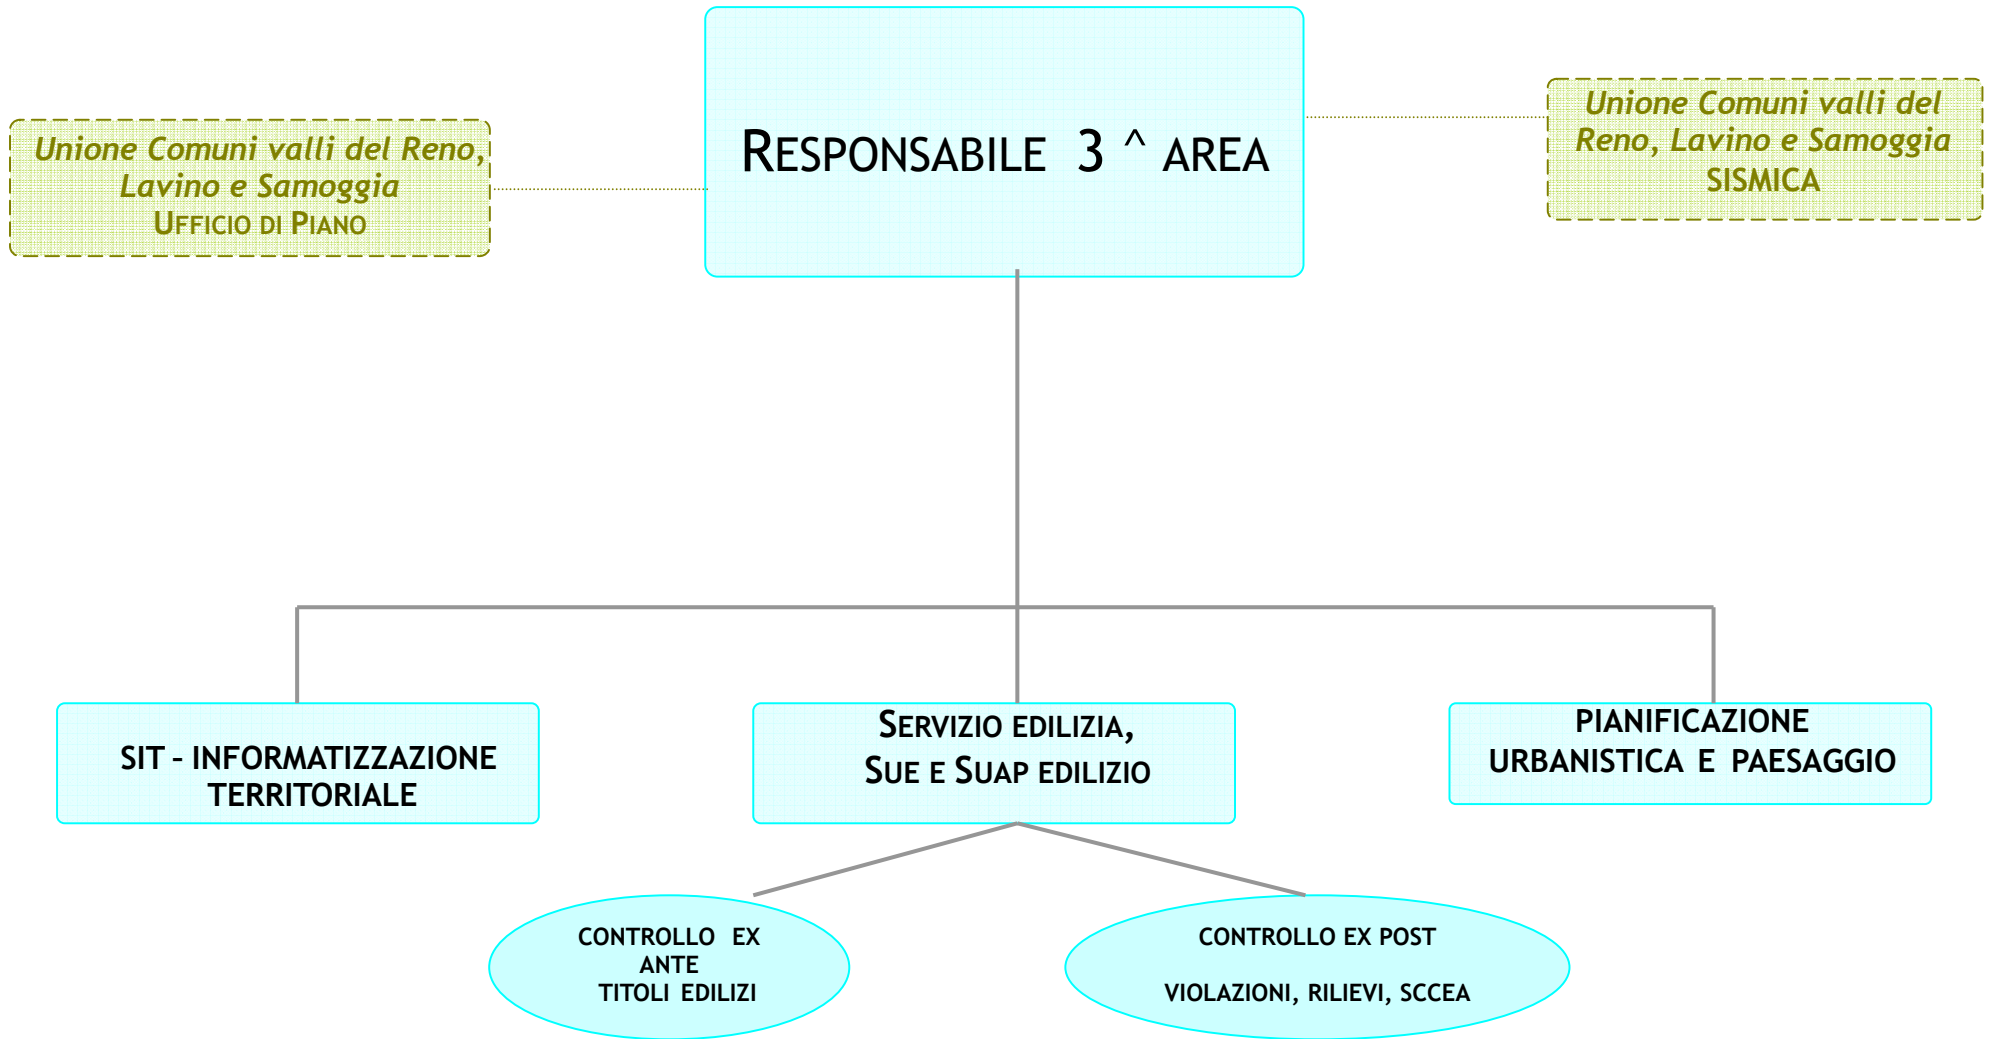 Unione Comuni valli del Reno,
Lavino e Samoggia
UFFICIO DI PIANO
RESPONSABILE 3 ^ AREA
Unione Comuni valli del
Reno, Lavino e Samoggia
SISMICA
SIT – INFORMATIZZAZIONE
TERRITORIALE
SERVIZIO EDILIZIA,
SUE E SUAP EDILIZIO
PIANIFICAZIONE
URBANISTICA E PAESAGGIO
CONTROLLO EX
ANTE
TITOLI EDILIZI
CONTROLLO EX POST
VIOLAZIONI, RILIEVI, SCCEA